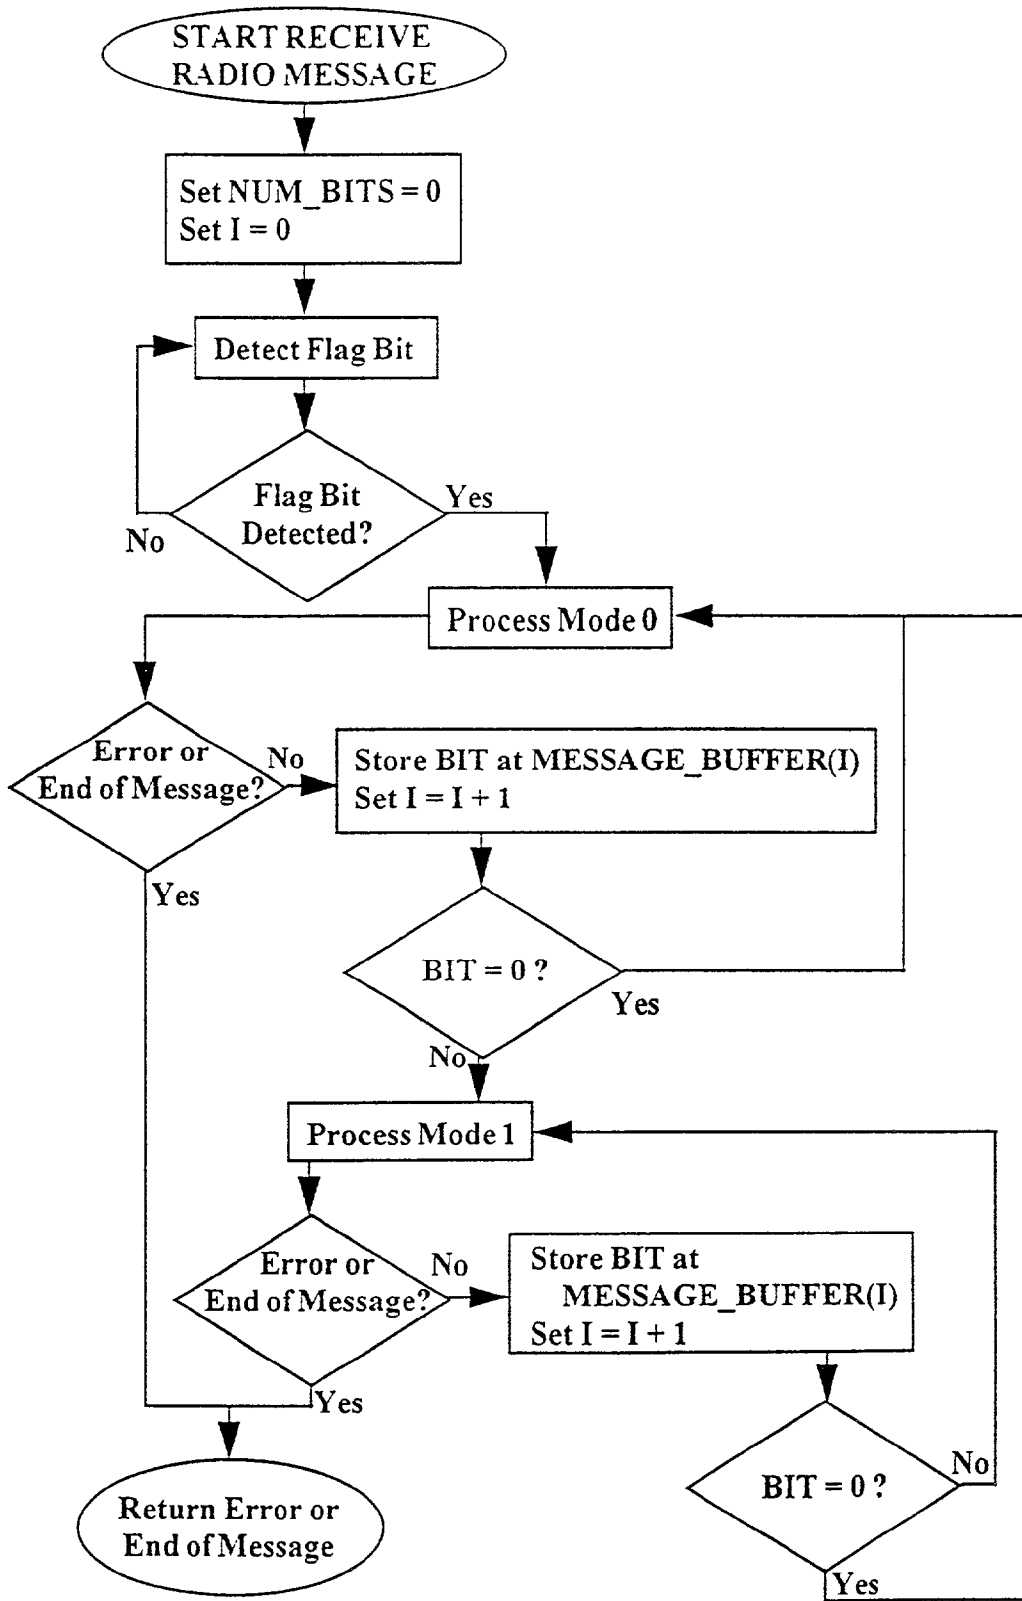 START RECEIVE
RADIO MESSAGE
Set NUM_BITS = 0
Set I = 0
Detect Flag Bit
Flag Bit
Detected?
Yes
No
Process Mode 0
Error or
End of Message?
No
Yes
Store BIT at MESSAGE_BUFFER(I)
Set I = I + 1
BIT = 0 ?
Yes
No
Process Mode 1
Error or
End of Message?
No
Yes
Store BIT at
MESSAGE_BUFFER(I)
Set I = I + 1
BIT = 0 ?
No
Yes
Return Error or
End of Message